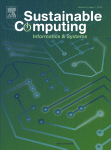 Sustainable
Computing
Informatics & Systems